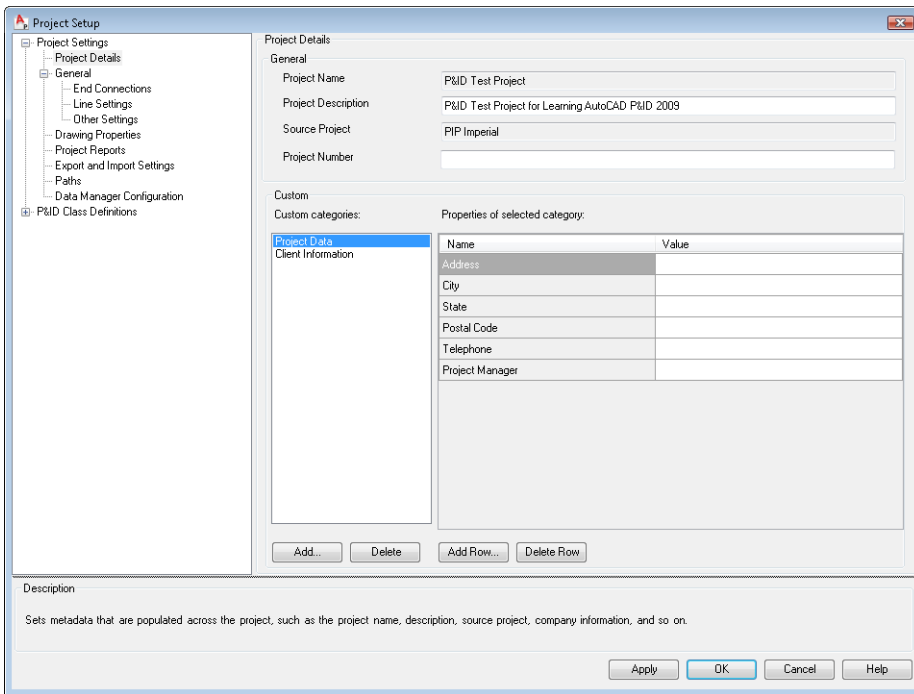 Project Setup
Project Settings
Project Details
General
End Connections
Line Settings
Other Settings
Drawing Properties
Project Reports
Export and Import Settings
Paths
Data Manager Configuration
P&ID Class Definitions
Project Details
General
Project Name P&ID Test Project
Project Description P&ID Test Project for Learning AutoCAD P&ID 2009
Source Project PIP Imperial
Project Number
Custom
Custom categories:
Project Data
Client Information
Properties of selected category:
Name Value
Address
City
State
Postal Code
Telephone
Project Manager
Add... Delete Add Row... Delete Row
Description
Sets metadata that are populated across the project, such as the project name, description, source project, company information, and so on.
Apply OK Cancel Help